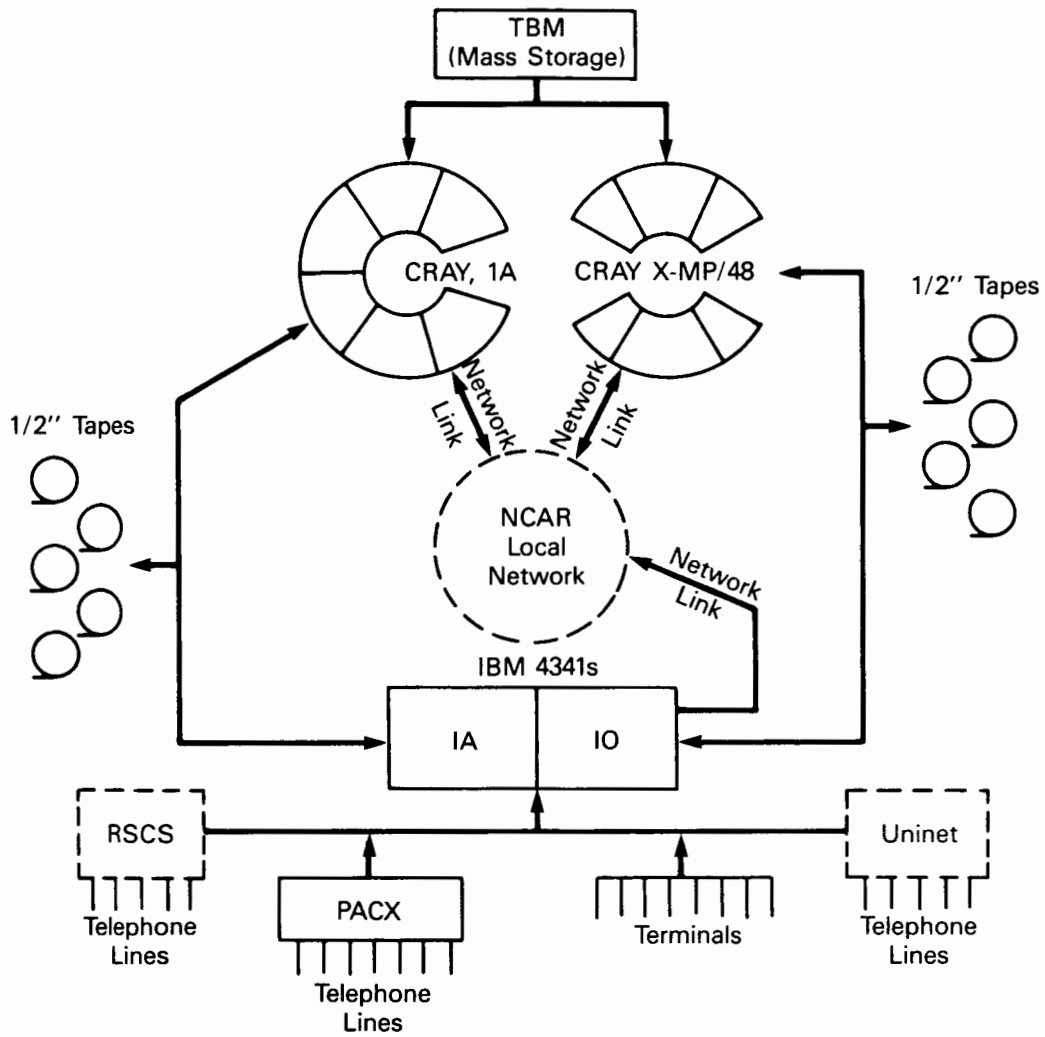 TBM
(Mass Storage)
CRAY, 1A
CRAY X-MP/48
1/2'' Tapes
1/2'' Tapes
Network
Link
Network
Link
NCAR
Local
Network
Network
Link
IBM 4341s
IA
IO
RSCS
Uninet
PACX
Telephone
Lines
Terminals
Telephone
Lines
Telephone
Lines